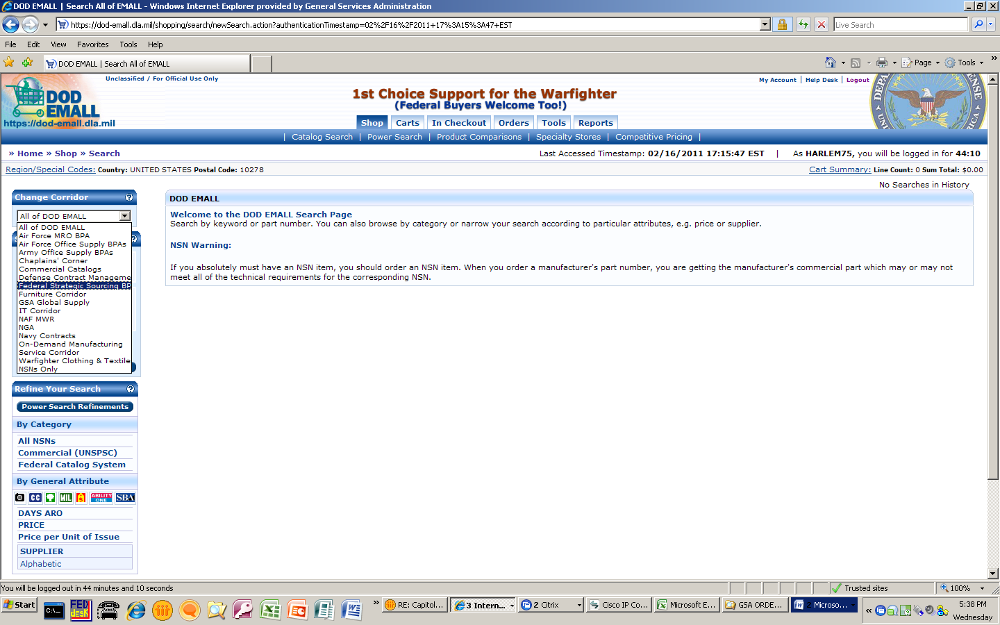 DOD EMALL | Search All of EMALL - Windows Internet Explorer provided by General Services Administration
https://dod-email.dla.mil/shopping/search/newSearch.action?authenticationTimestamp=02%2F16%2F2011+17%3A15%3A47+EST
Live Search
File Edit View Favorites Tools Help
DOD EMALL | Search All of EMALL
Page Tools
Unclassified / For Official Use Only
My Account | Help Desk | Logout
DOD EMALL
https://dod-email.dla.mil
1st Choice Support for the Warfighter
(Federal Buyers Welcome Too!)
Shop Carts In Checkout Orders Tools Reports
| Catalog Search | Power Search | Product Comparisons | Specialty Stores | Competitive Pricing |
» Home » Shop » Search
Last Accessed Timestamp: 02/16/2011 17:15:47 EST | As HARLEM75, you will be logged in for 44:10
Region/Special Codes: Country: UNITED STATES Postal Code: 10278
Cart Summary: Line Count: 0 Sum Total: $0.00
No Searches in History
Change Corridor
All of DOD EMALL
All of DOD EMALL
Air Force MRO BPA
Air Force Office Supply BPAs
Army Office Supply BPAs
Chaplains' Corner
Commercial Catalogs
Defense Contract Manageme
Federal Strategic Sourcing BP
Furniture Corridor
GSA Global Supply
IT Corridor
NAF MWR
NGA
Navy Contracts
On-Demand Manufacturing
Service Corridor
Warfighter Clothing & Textile
NSNs Only
Refine Your Search
Power Search Refinements
By Category
All NSNs
Commercial (UNSPSC)
Federal Catalog System
By General Attribute
CC MIL $ ABILITY ONE SBA
DAYS ARO
PRICE
Price per Unit of Issue
SUPPLIER
Alphabetic
DOD EMALL
Welcome to the DOD EMALL Search Page
Search by keyword or part number. You can also browse by category or narrow your search according to particular attributes, e.g. price or supplier.
NSN Warning:
If you absolutely must have an NSN item, you should order an NSN item. When you order a manufacturer's part number, you are getting the manufacturer's commercial part which may or may not
meet all of the technical requirements for the corresponding NSN.
You will be logged out in 44 minutes and 10 seconds
Trusted sites
100%
Start
FED desk
RE: Capitol...
3 Intern...
2 Citrix
Cisco IP Co...
Microsoft E...
GSA ORDE...
2 Microso...
5:38 PM
Wednesday